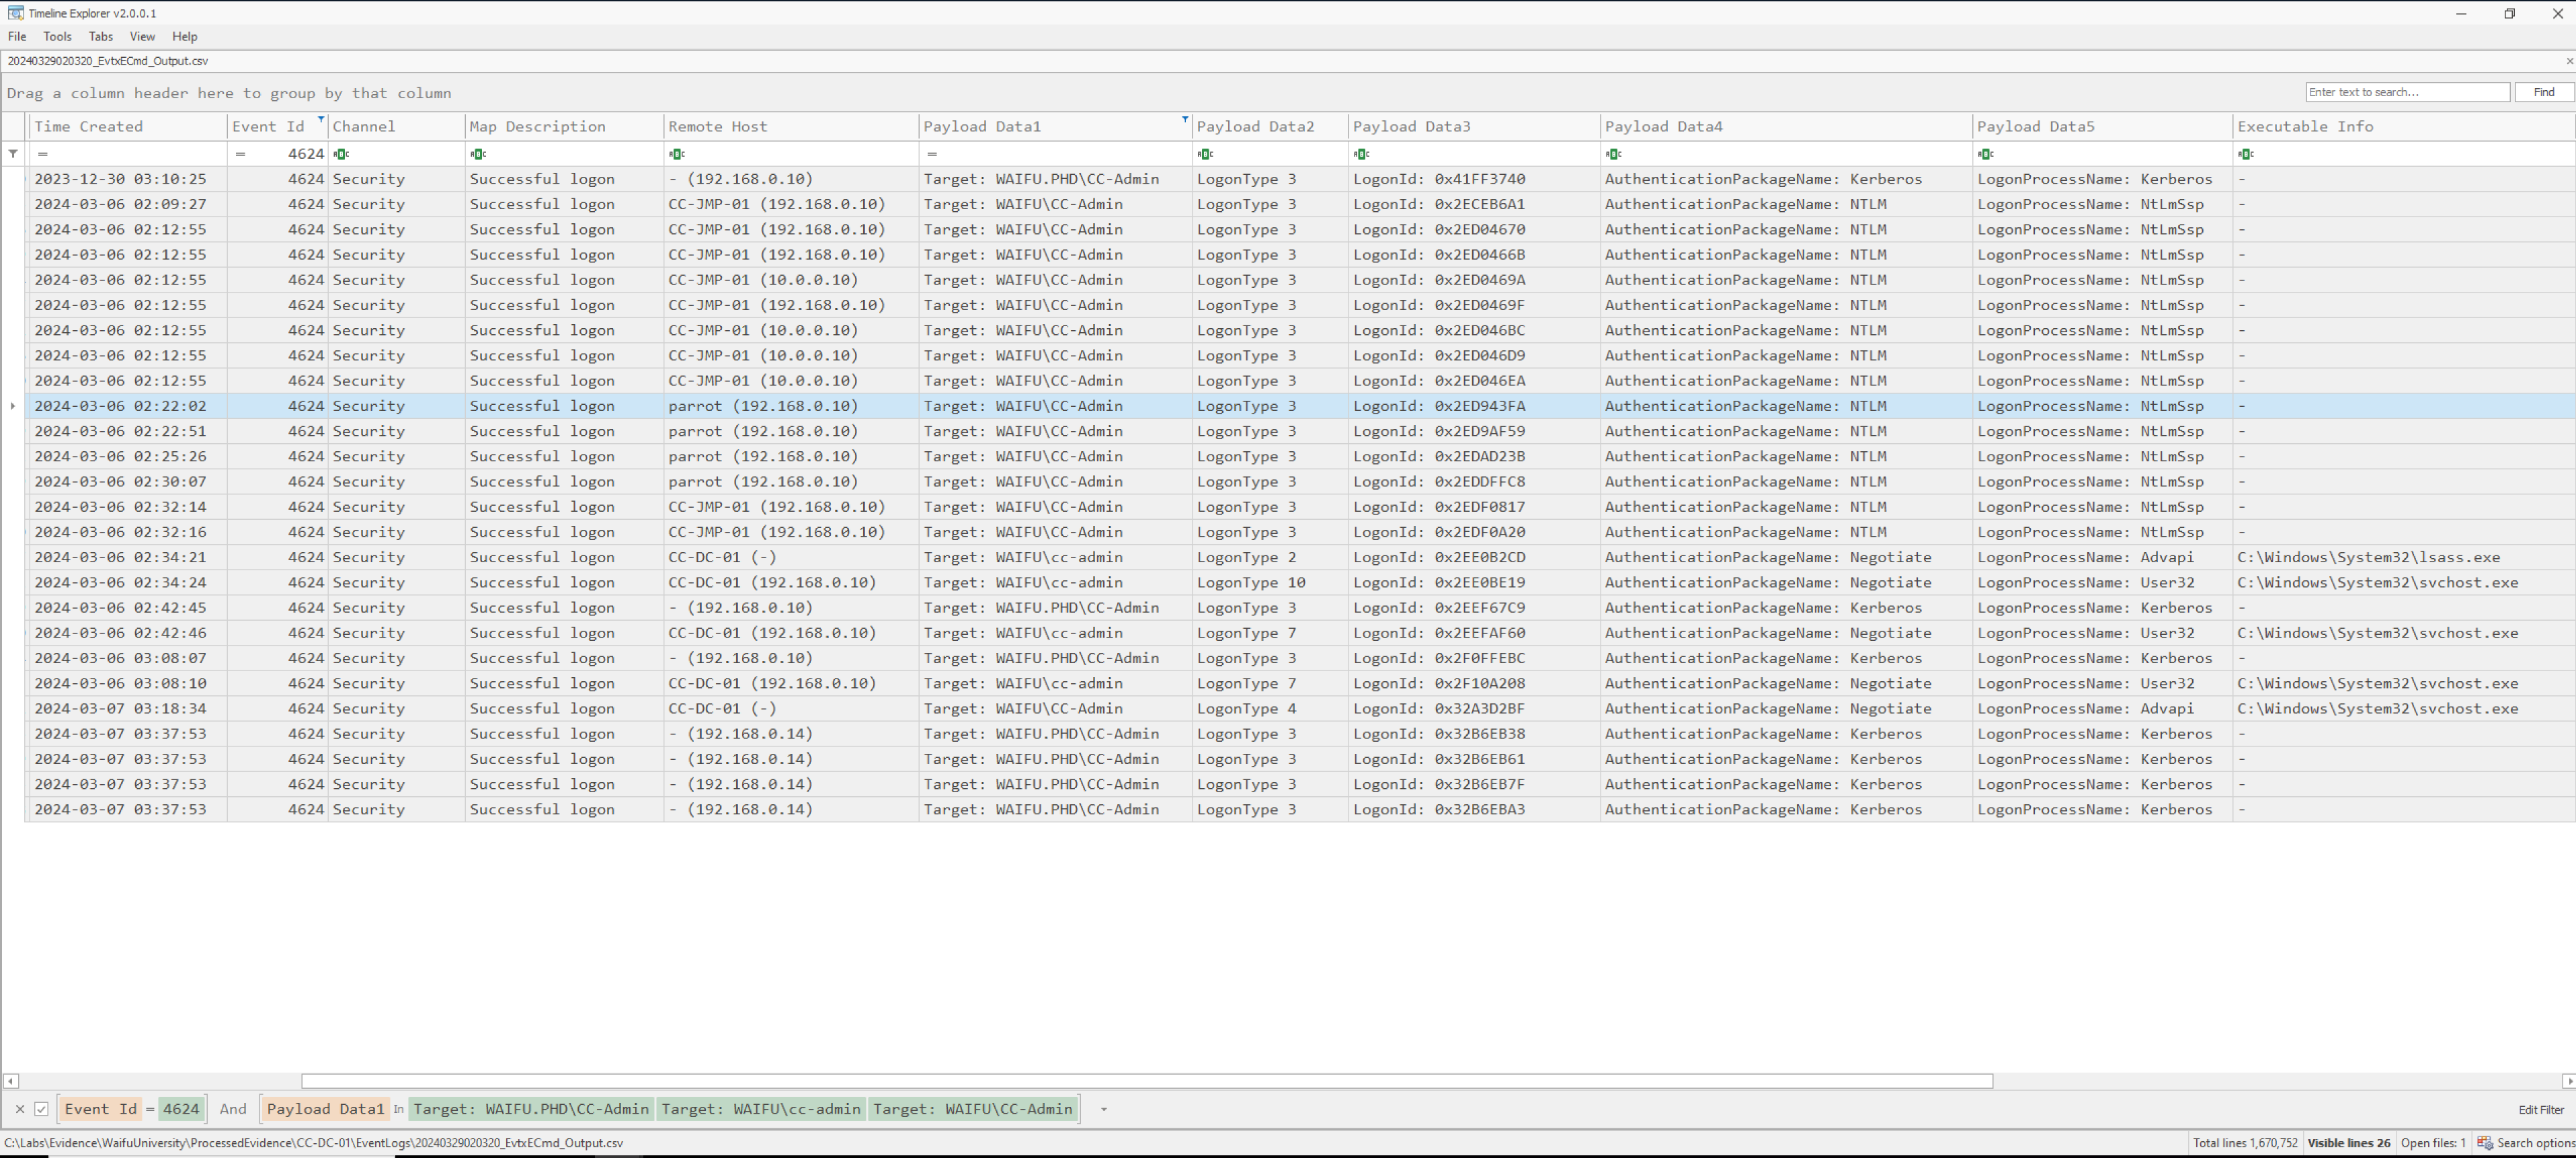 Timeline Explorer v2.0.0.1
File Tools Tabs View Help
20240329020320_EvtxECmd_Output.csv
Drag a column header here to group by that column
Enter text to search... Find
Time Created Event Id Channel Map Description Remote Host Payload Data1 Payload Data2 Payload Data3 Payload Data4 Payload Data5 Executable Info
= = 4624 =
2023-12-30 03:10:25 4624 Security Successful logon - (192.168.0.10) Target: WAIFU.PHD\CC-Admin LogonType 3 LogonId: 0x41FF3740 AuthenticationPackageName: Kerberos LogonProcessName: Kerberos -
2024-03-06 02:09:27 4624 Security Successful logon CC-JMP-01 (192.168.0.10) Target: WAIFU\CC-Admin LogonType 3 LogonId: 0x2ECEB6A1 AuthenticationPackageName: NTLM LogonProcessName: NtLmSsp -
2024-03-06 02:12:55 4624 Security Successful logon CC-JMP-01 (192.168.0.10) Target: WAIFU\CC-Admin LogonType 3 LogonId: 0x2ED04670 AuthenticationPackageName: NTLM LogonProcessName: NtLmSsp -
2024-03-06 02:12:55 4624 Security Successful logon CC-JMP-01 (192.168.0.10) Target: WAIFU\CC-Admin LogonType 3 LogonId: 0x2ED0466B AuthenticationPackageName: NTLM LogonProcessName: NtLmSsp -
2024-03-06 02:12:55 4624 Security Successful logon CC-JMP-01 (10.0.0.10) Target: WAIFU\CC-Admin LogonType 3 LogonId: 0x2ED0469A AuthenticationPackageName: NTLM LogonProcessName: NtLmSsp -
2024-03-06 02:12:55 4624 Security Successful logon CC-JMP-01 (192.168.0.10) Target: WAIFU\CC-Admin LogonType 3 LogonId: 0x2ED0469F AuthenticationPackageName: NTLM LogonProcessName: NtLmSsp -
2024-03-06 02:12:55 4624 Security Successful logon CC-JMP-01 (10.0.0.10) Target: WAIFU\CC-Admin LogonType 3 LogonId: 0x2ED046BC AuthenticationPackageName: NTLM LogonProcessName: NtLmSsp -
2024-03-06 02:12:55 4624 Security Successful logon CC-JMP-01 (10.0.0.10) Target: WAIFU\CC-Admin LogonType 3 LogonId: 0x2ED046D9 AuthenticationPackageName: NTLM LogonProcessName: NtLmSsp -
2024-03-06 02:12:55 4624 Security Successful logon CC-JMP-01 (10.0.0.10) Target: WAIFU\CC-Admin LogonType 3 LogonId: 0x2ED046EA AuthenticationPackageName: NTLM LogonProcessName: NtLmSsp -
2024-03-06 02:22:02 4624 Security Successful logon parrot (192.168.0.10) Target: WAIFU\CC-Admin LogonType 3 LogonId: 0x2ED943FA AuthenticationPackageName: NTLM LogonProcessName: NtLmSsp -
2024-03-06 02:22:51 4624 Security Successful logon parrot (192.168.0.10) Target: WAIFU\CC-Admin LogonType 3 LogonId: 0x2ED9AF59 AuthenticationPackageName: NTLM LogonProcessName: NtLmSsp -
2024-03-06 02:25:26 4624 Security Successful logon parrot (192.168.0.10) Target: WAIFU\CC-Admin LogonType 3 LogonId: 0x2EDAD23B AuthenticationPackageName: NTLM LogonProcessName: NtLmSsp -
2024-03-06 02:30:07 4624 Security Successful logon parrot (192.168.0.10) Target: WAIFU\CC-Admin LogonType 3 LogonId: 0x2EDDFFC8 AuthenticationPackageName: NTLM LogonProcessName: NtLmSsp -
2024-03-06 02:32:14 4624 Security Successful logon CC-JMP-01 (192.168.0.10) Target: WAIFU\CC-Admin LogonType 3 LogonId: 0x2EDF0817 AuthenticationPackageName: NTLM LogonProcessName: NtLmSsp -
2024-03-06 02:32:16 4624 Security Successful logon CC-JMP-01 (192.168.0.10) Target: WAIFU\CC-Admin LogonType 3 LogonId: 0x2EDF0A20 AuthenticationPackageName: NTLM LogonProcessName: NtLmSsp -
2024-03-06 02:34:21 4624 Security Successful logon CC-DC-01 (-) Target: WAIFU\cc-admin LogonType 2 LogonId: 0x2EE0B2CD AuthenticationPackageName: Negotiate LogonProcessName: Advapi C:\Windows\System32\lsass.exe
2024-03-06 02:34:24 4624 Security Successful logon CC-DC-01 (192.168.0.10) Target: WAIFU\cc-admin LogonType 10 LogonId: 0x2EE0BE19 AuthenticationPackageName: Negotiate LogonProcessName: User32 C:\Windows\System32\svchost.exe
2024-03-06 02:42:45 4624 Security Successful logon - (192.168.0.10) Target: WAIFU.PHD\CC-Admin LogonType 3 LogonId: 0x2EEF67C9 AuthenticationPackageName: Kerberos LogonProcessName: Kerberos -
2024-03-06 02:42:46 4624 Security Successful logon CC-DC-01 (192.168.0.10) Target: WAIFU\cc-admin LogonType 7 LogonId: 0x2EEFAF60 AuthenticationPackageName: Negotiate LogonProcessName: User32 C:\Windows\System32\svchost.exe
2024-03-06 03:08:07 4624 Security Successful logon - (192.168.0.10) Target: WAIFU.PHD\CC-Admin LogonType 3 LogonId: 0x2F0FFEBC AuthenticationPackageName: Kerberos LogonProcessName: Kerberos -
2024-03-06 03:08:10 4624 Security Successful logon CC-DC-01 (192.168.0.10) Target: WAIFU\cc-admin LogonType 7 LogonId: 0x2F10A208 AuthenticationPackageName: Negotiate LogonProcessName: User32 C:\Windows\System32\svchost.exe
2024-03-07 03:18:34 4624 Security Successful logon CC-DC-01 (-) Target: WAIFU\CC-Admin LogonType 4 LogonId: 0x32A3D2BF AuthenticationPackageName: Negotiate LogonProcessName: Advapi C:\Windows\System32\svchost.exe
2024-03-07 03:37:53 4624 Security Successful logon - (192.168.0.14) Target: WAIFU.PHD\CC-Admin LogonType 3 LogonId: 0x32B6EB38 AuthenticationPackageName: Kerberos LogonProcessName: Kerberos -
2024-03-07 03:37:53 4624 Security Successful logon - (192.168.0.14) Target: WAIFU.PHD\CC-Admin LogonType 3 LogonId: 0x32B6EB61 AuthenticationPackageName: Kerberos LogonProcessName: Kerberos -
2024-03-07 03:37:53 4624 Security Successful logon - (192.168.0.14) Target: WAIFU.PHD\CC-Admin LogonType 3 LogonId: 0x32B6EB7F AuthenticationPackageName: Kerberos LogonProcessName: Kerberos -
2024-03-07 03:37:53 4624 Security Successful logon - (192.168.0.14) Target: WAIFU.PHD\CC-Admin LogonType 3 LogonId: 0x32B6EBA3 AuthenticationPackageName: Kerberos LogonProcessName: Kerberos -
Event Id = 4624 And Payload Data1 In Target: WAIFU.PHD\CC-Admin Target: WAIFU\cc-admin Target: WAIFU\CC-Admin Edit Filter
C:\Labs\Evidence\WaifuUniversity\ProcessedEvidence\CC-DC-01\EventLogs\20240329020320_EvtxECmd_Output.csv Total lines 1,670,752 Visible lines 26 Open files: 1 Search options